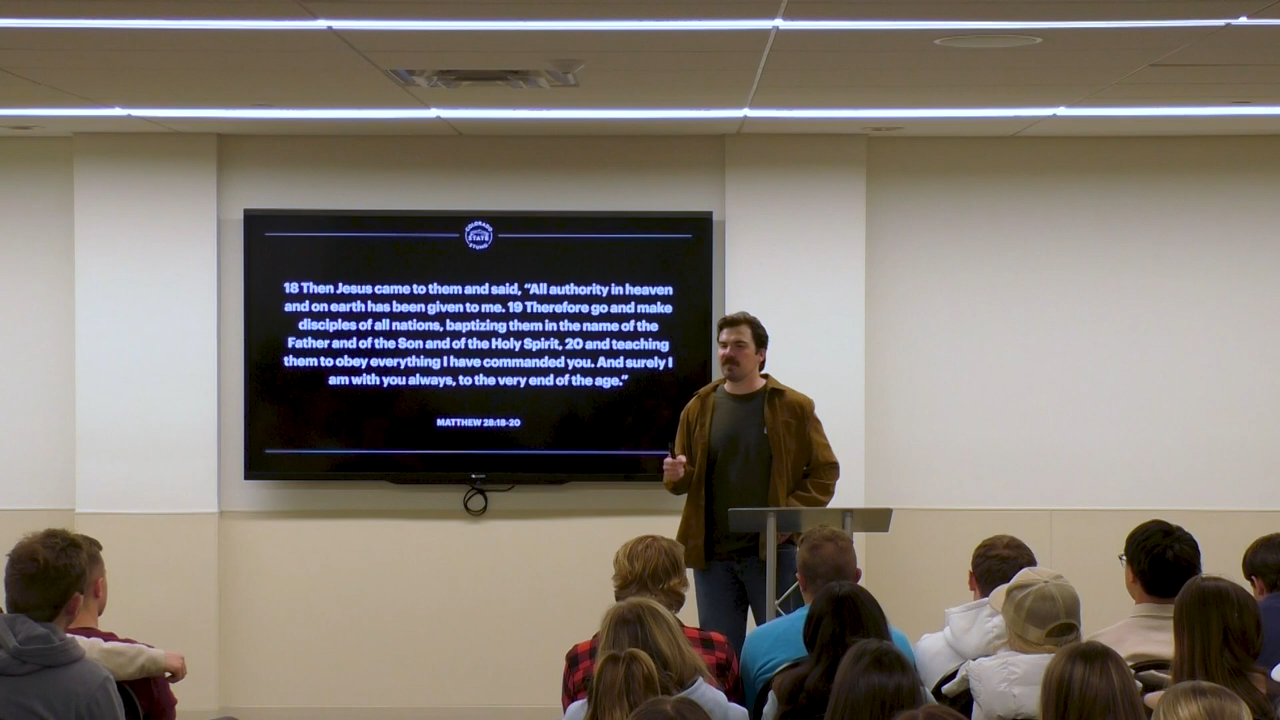 COLORADO
STATE
STUMO
18 Then Jesus came to them and said, “All authority in heaven
and on earth has been given to me. 19 Therefore go and make
disciples of all nations, baptizing them in the name of the
Father and of the Son and of the Holy Spirit, 20 and teaching
them to obey everything I have commanded you. And surely I
am with you always, to the very end of the age.”
MATTHEW 28:18-20